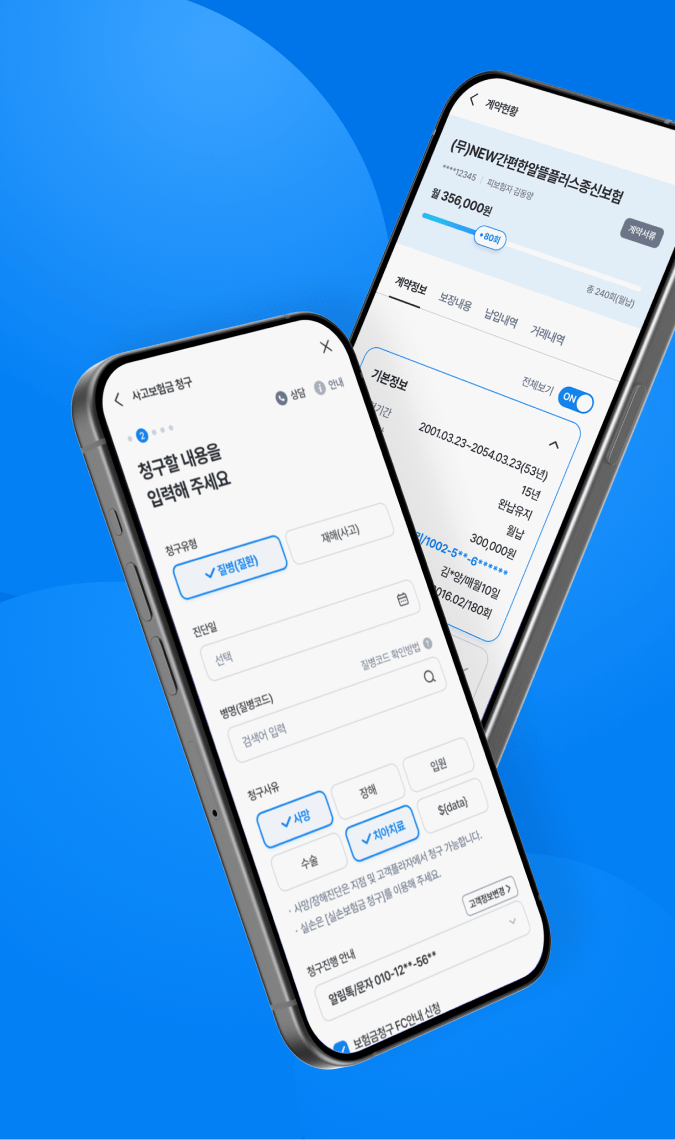 계약현황
(무)NEW간편한알뜰플러스종신보험
****12345 | 피보험자 김동양
월 356,000원
계약서류
80회
총 240회(월납)
계약정보 보장내용 납입내역 거래내역
전체보기 ON
기본정보
2001.03.23~2054.03.23(53년)
15년
완납유지
월납
300,000원
/1002-5**-6******
김*양/매월10일
016.02/180회
사고보험금 청구
상담 안내
2
청구할 내용을
입력해 주세요
청구유형
질병(질환) 재해(사고)
진단일
선택
병명(질병코드) 질병코드 확인방법 ?
검색어 입력
청구사유
사망 장해 입원
수술 치아치료 ${data}
· 사망/장해진단은 지점 및 고객플라자에서 청구 가능합니다.
· 실손은 [실손보험금 청구]를 이용해 주세요.
청구진행 안내 고객정보변경
알림톡/문자 010-12**-56**
보험금청구 FC안내 신청